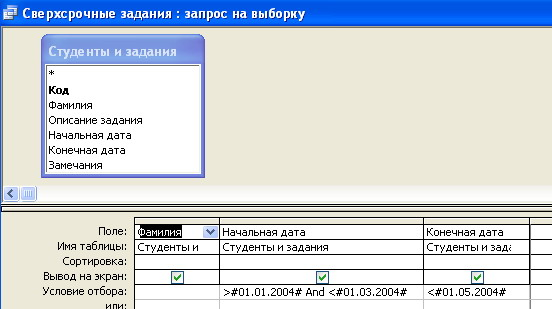 Сверхсрочные задания : запрос на выборку
Студенты и задания
*
Код
Фамилия
Описание задания
Начальная дата
Конечная дата
Замечания
Поле: Фамилия Начальная дата Конечная дата
Имя таблицы: Студенты и Студенты и задания Студенты и зада
Сортировка:
Вывод на экран:
Условие отбора: >#01.01.2004# And <#01.03.2004# <#01.05.2004#
или: